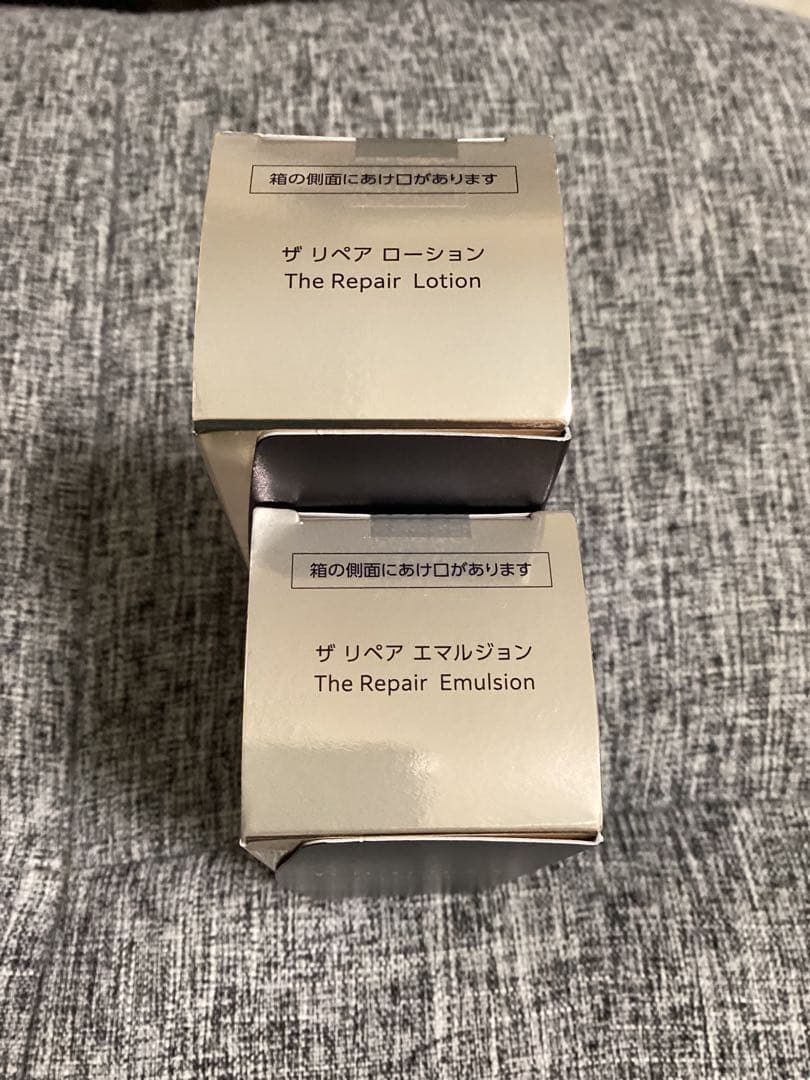 箱の側面にあけ口があります
ザ リペア ローション
The Repair Lotion
箱の側面にあけ口があります
ザ リペア エマルジョン
The Repair Emulsion